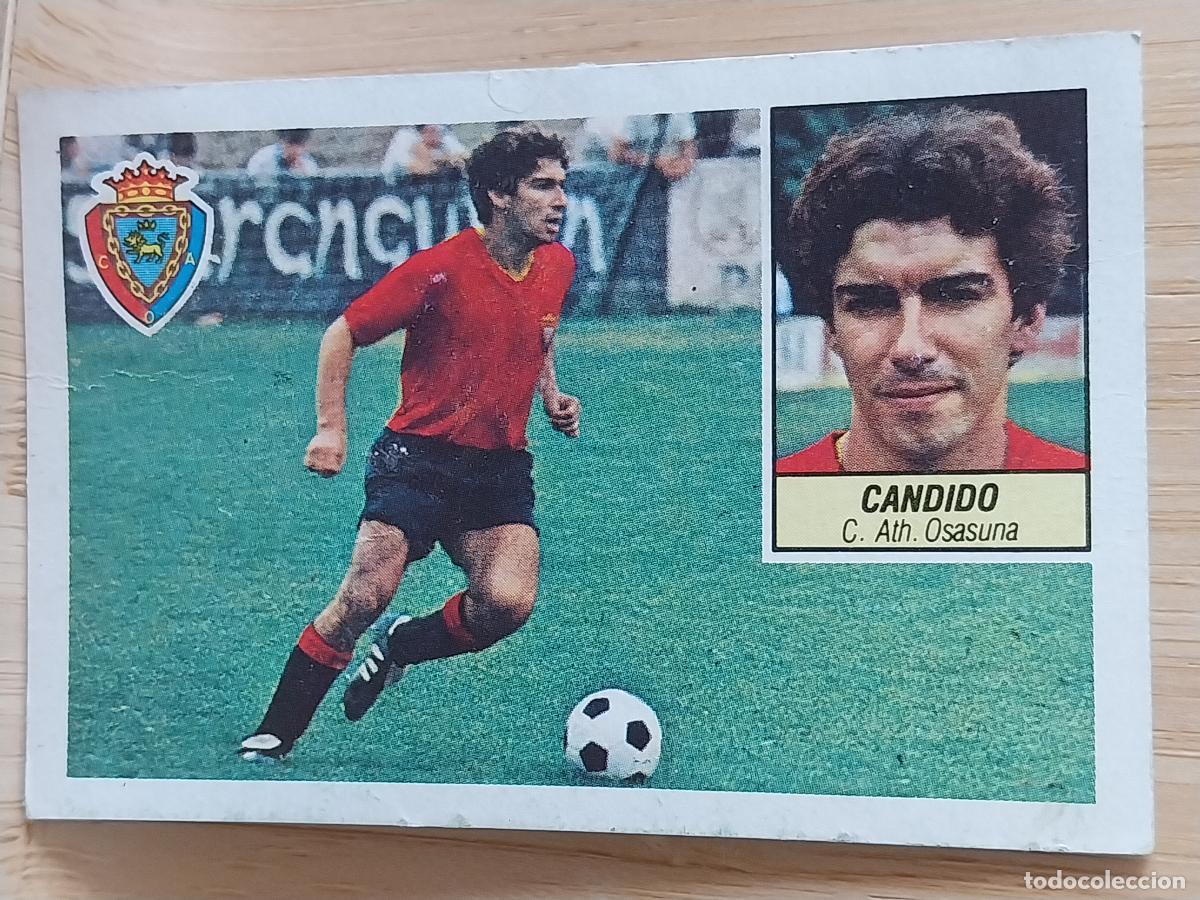 C A
O
CANDIDO
C. Ath. Osasuna
todocoleccion